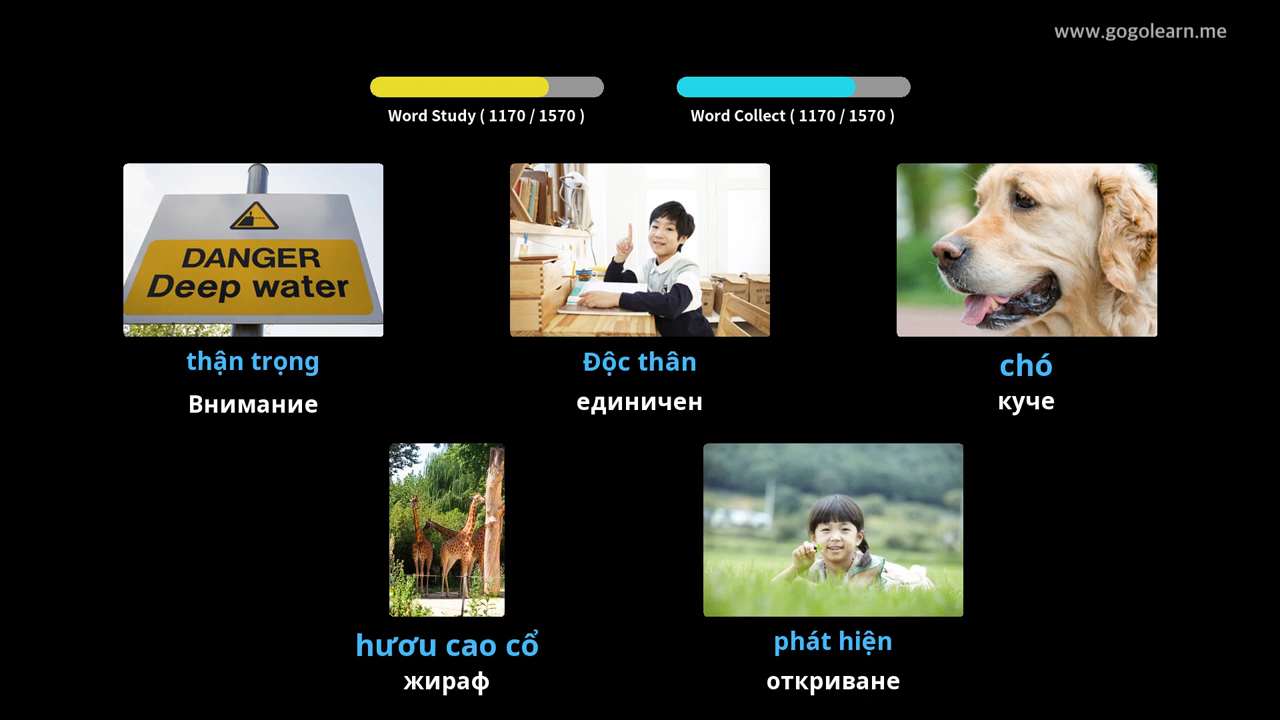 www.gogolearn.me
Word Study ( 1170 / 1570 )
Word Collect ( 1170 / 1570 )
DANGER
Deep water
thận trọng
Внимание
Độc thân
единичен
chó
куче
hươu cao cổ
жираф
phát hiện
откриване